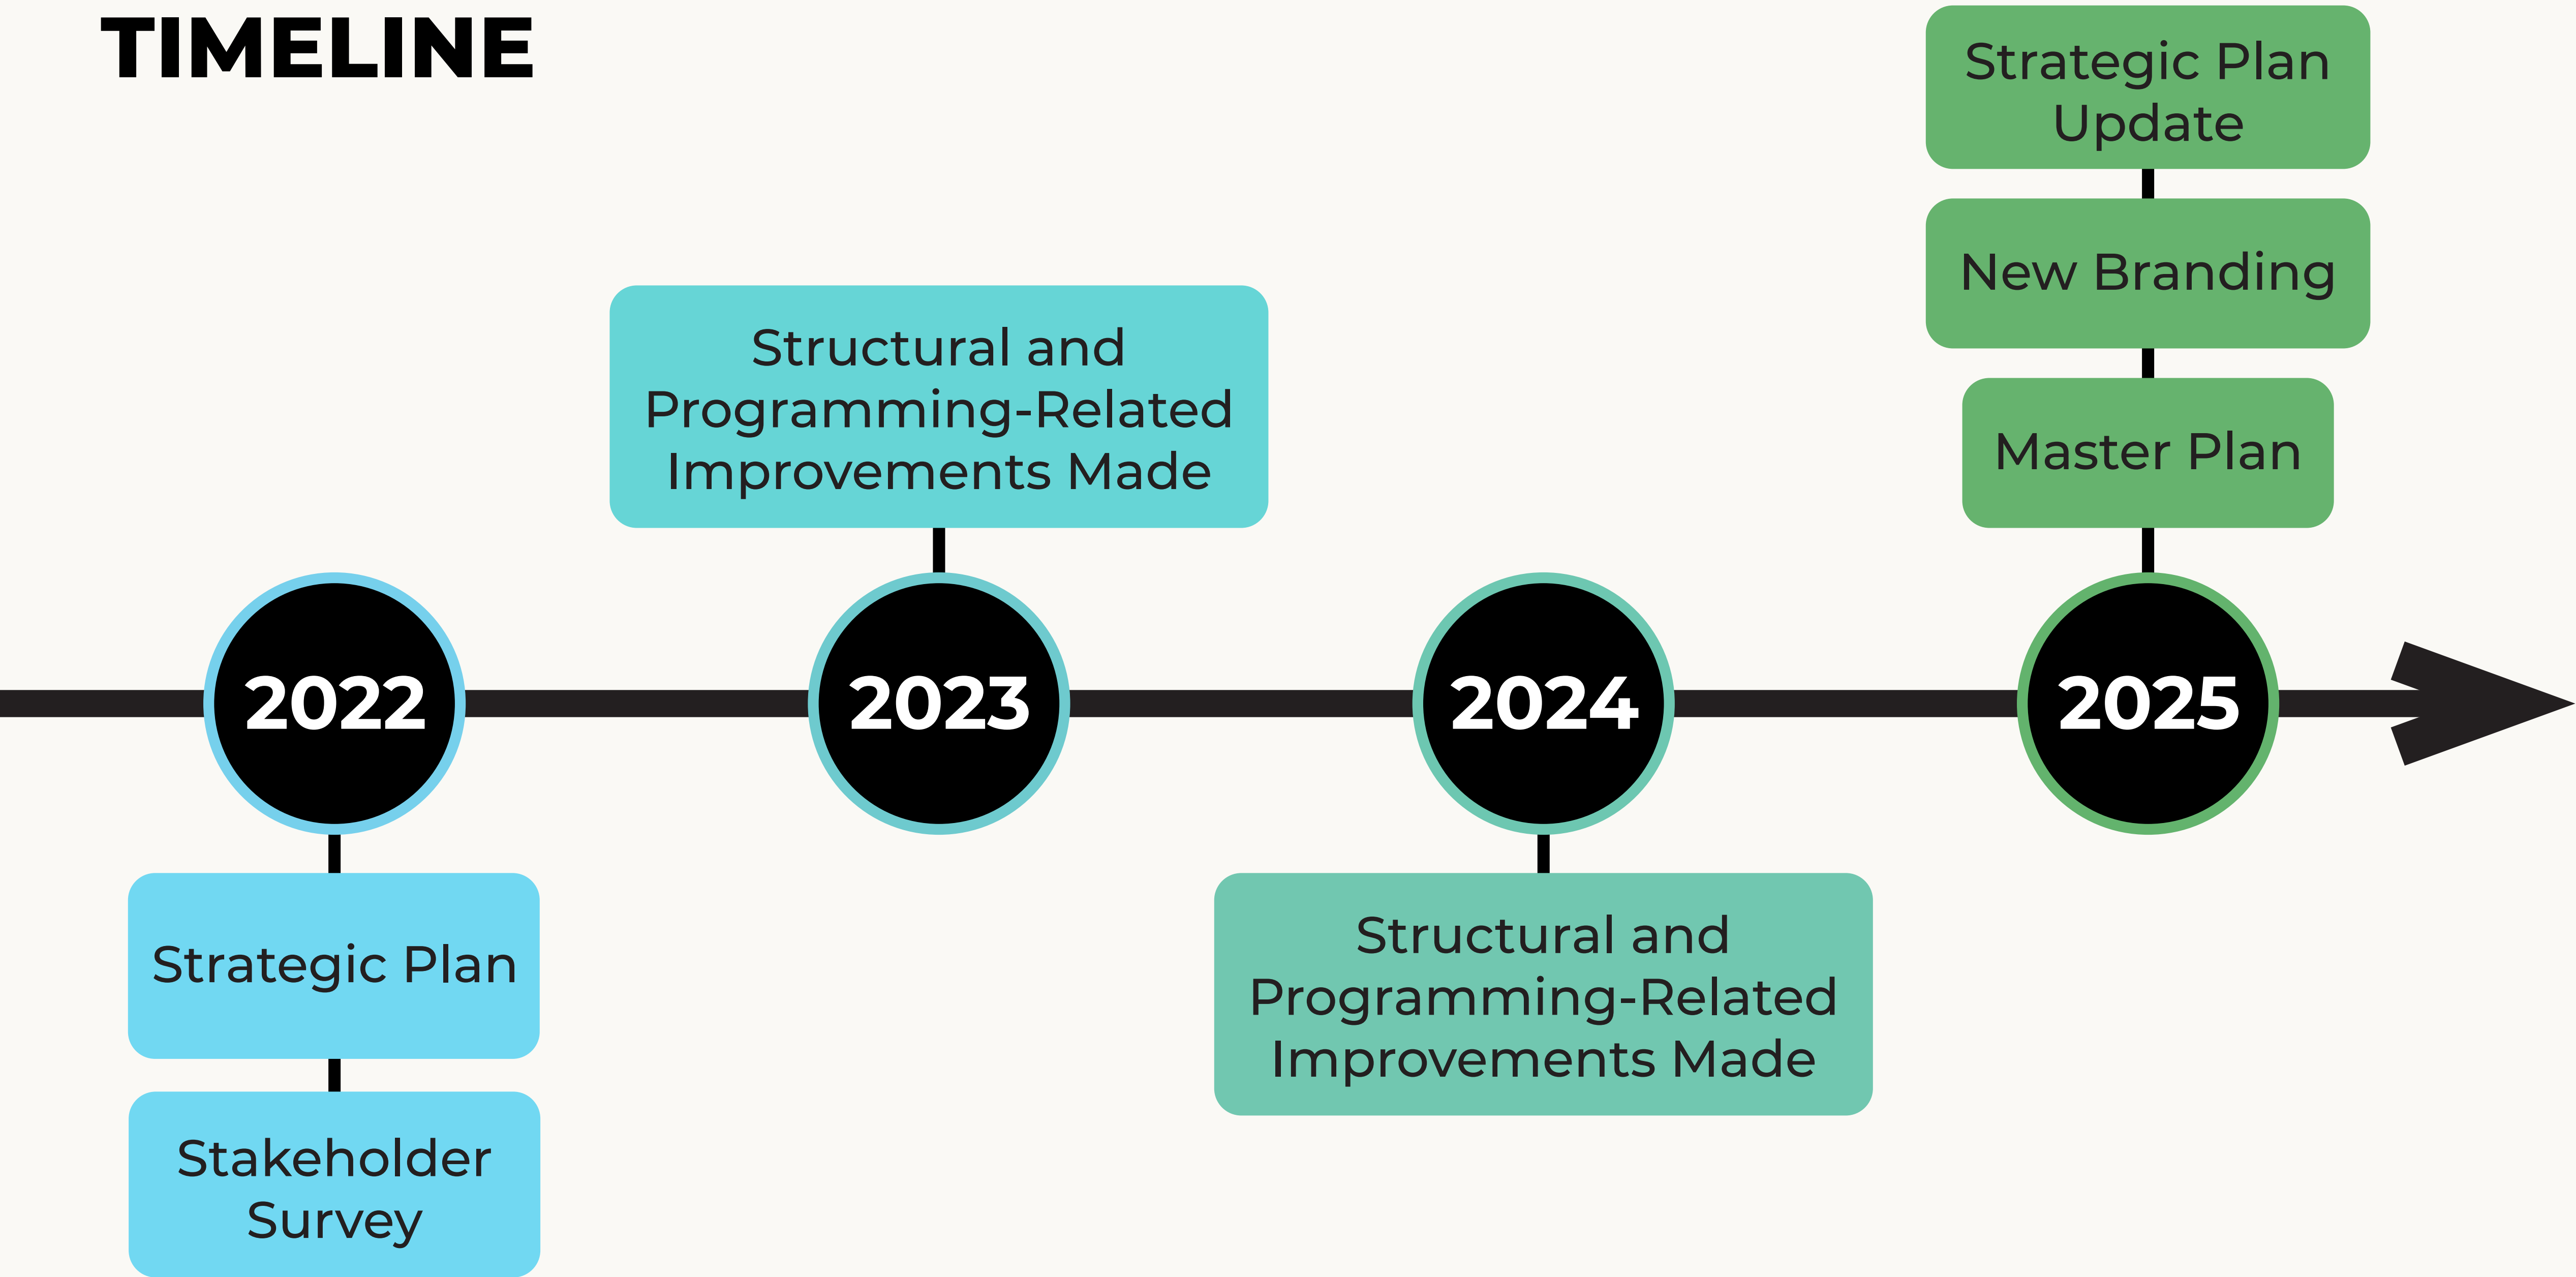 TIMELINE
2022
Strategic Plan
Stakeholder
Survey
2023
Structural and
Programming-Related
Improvements Made
2024
Structural and
Programming-Related
Improvements Made
2025
Strategic Plan
Update
New Branding
Master Plan